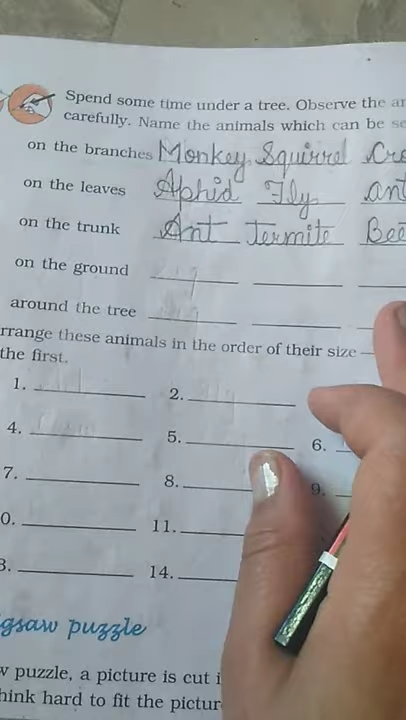 Spend some time under a tree. Observe the
carefully. Name the animals which can be
on the branches Monkey, Squirrel
on the leaves Aphid Fly ant
on the trunk Ant Termite
on the ground
around the tree
rrange these animals in the order of their size —
the first.
1. 2.
4. 5. 6.
7. 8. 9.
0. 11.
3. 14.
gsaw puzzle
w puzzle, a picture is cut
hink hard to fit the pictur